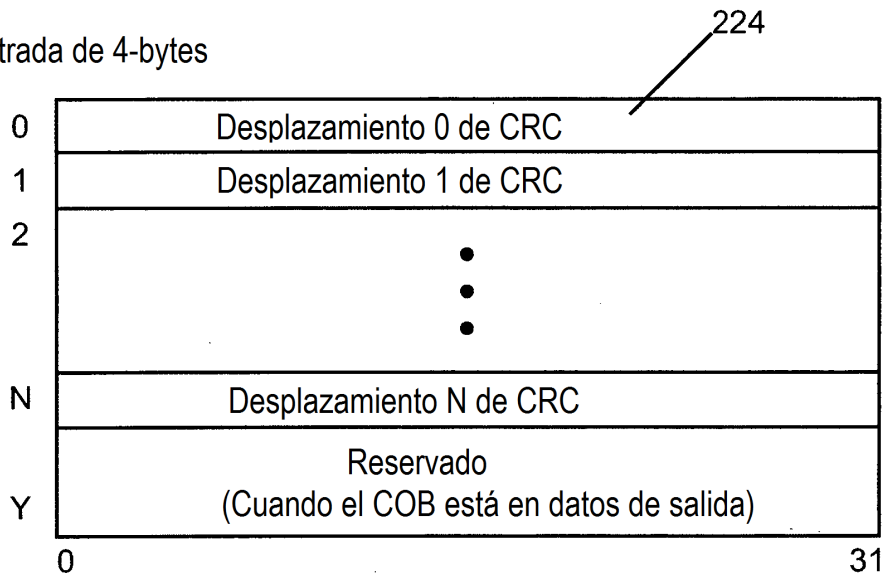 224
trada de 4-bytes
0 Desplazamiento 0 de CRC
1 Desplazamiento 1 de CRC
2
N Desplazamiento N de CRC
Reservado
Y (Cuando el COB está en datos de salida)
0 31